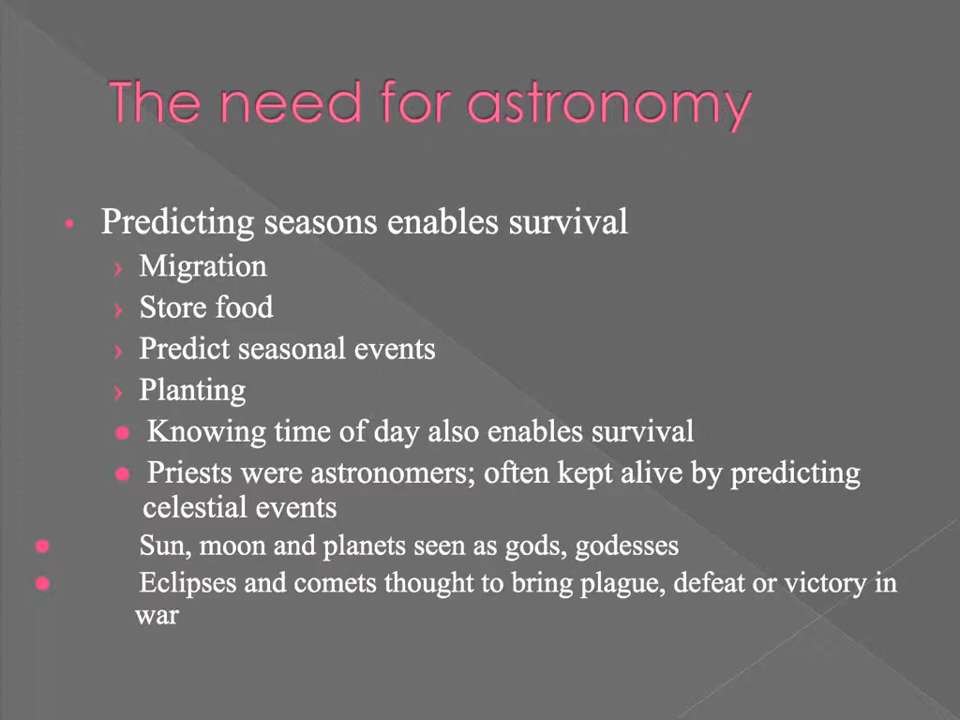 The need for astronomy
• Predicting seasons enables survival
› Migration
› Store food
› Predict seasonal events
› Planting
● Knowing time of day also enables survival
● Priests were astronomers; often kept alive by predicting
celestial events
● Sun, moon and planets seen as gods, godesses
● Eclipses and comets thought to bring plague, defeat or victory in
war